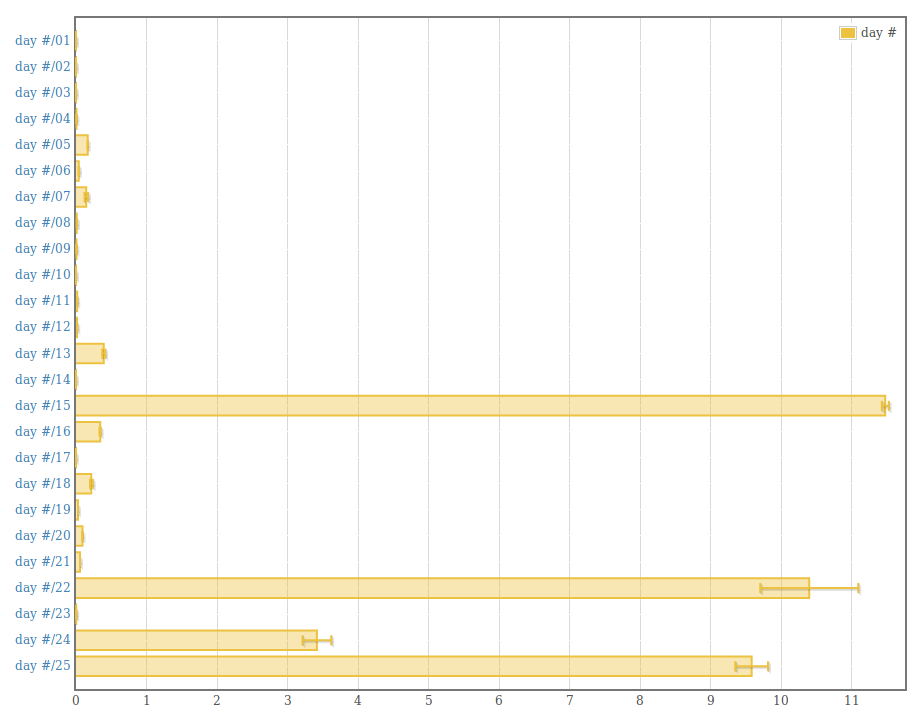 day #
day #/01
day #/02
day #/03
day #/04
day #/05
day #/06
day #/07
day #/08
day #/09
day #/10
day #/11
day #/12
day #/13
day #/14
day #/15
day #/16
day #/17
day #/18
day #/19
day #/20
day #/21
day #/22
day #/23
day #/24
day #/25
0 1 2 3 4 5 6 7 8 9 10 11